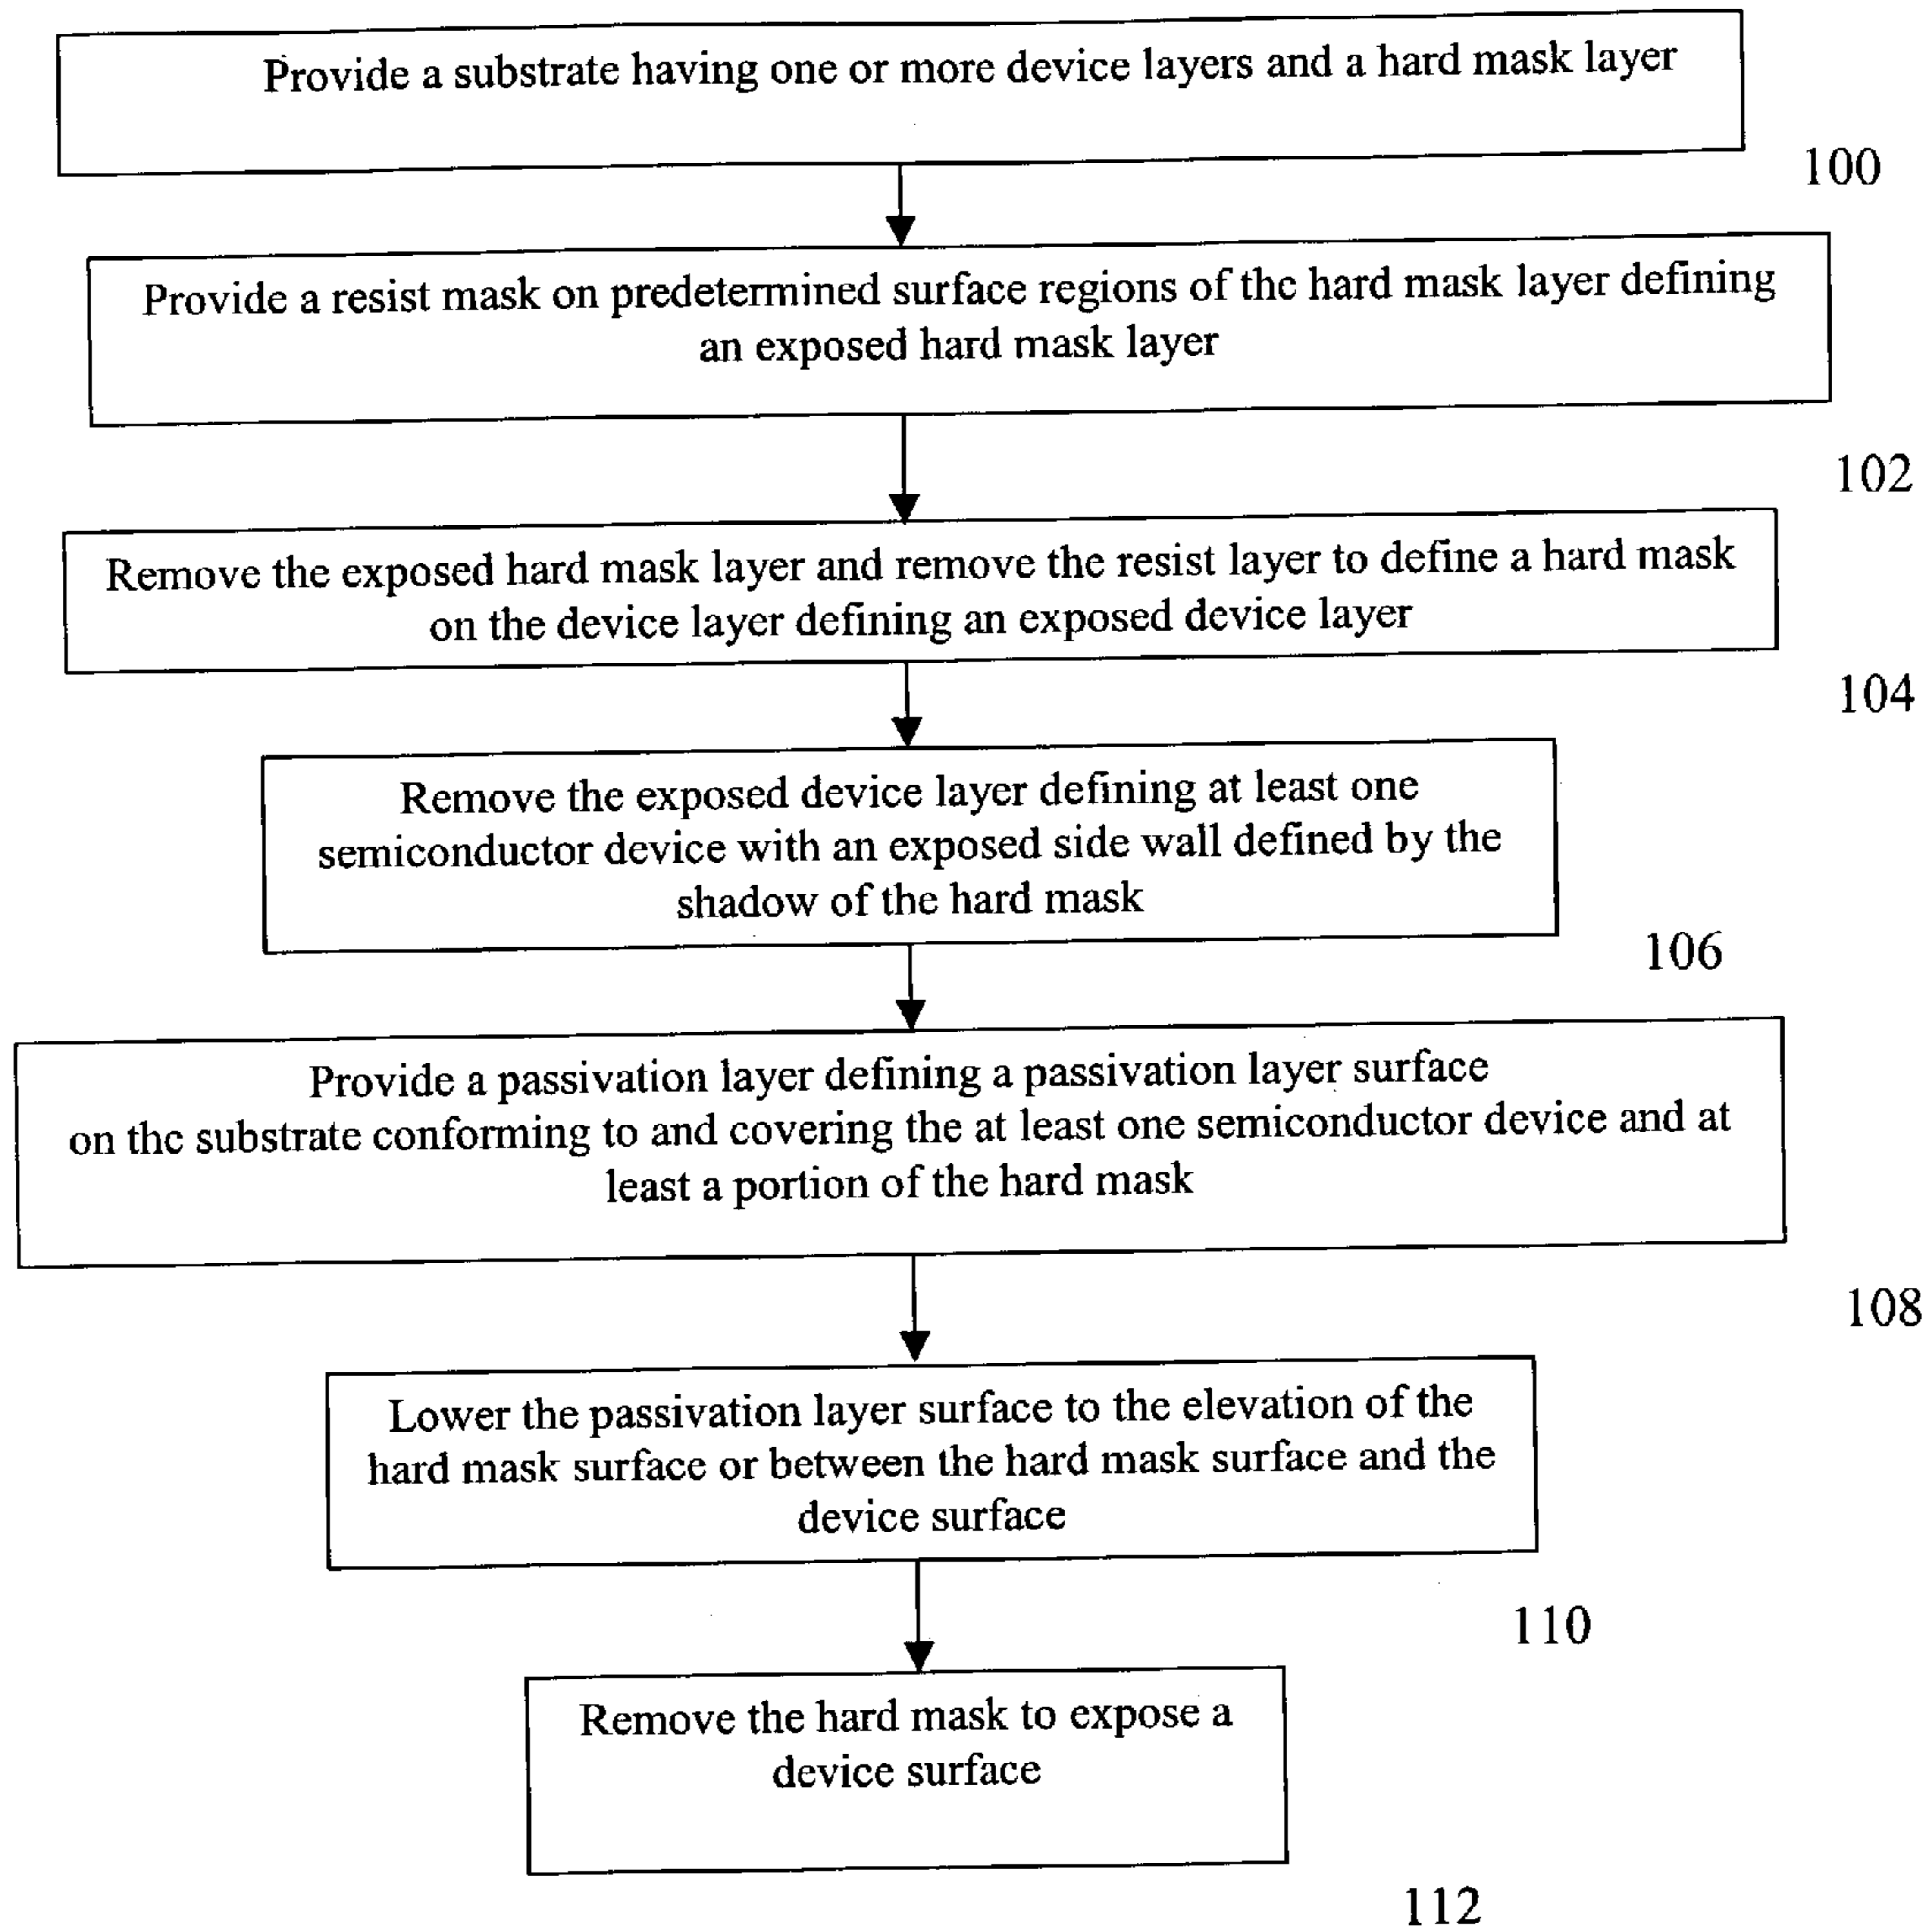 Provide a substrate having one or more device layers and a hard mask layer
100
Provide a resist mask on predetermined surface regions of the hard mask layer defining
an exposed hard mask layer
102
Remove the exposed hard mask layer and remove the resist layer to define a hard mask
on the device layer defining an exposed device layer
104
Remove the exposed device layer defining at least one
semiconductor device with an exposed side wall defined by the
shadow of the hard mask
106
Provide a passivation layer defining a passivation layer surface
on the substrate conforming to and covering the at least one semiconductor device and at
least a portion of the hard mask
108
Lower the passivation layer surface to the elevation of the
hard mask surface or between the hard mask surface and the
device surface
110
Remove the hard mask to expose a
device surface
112